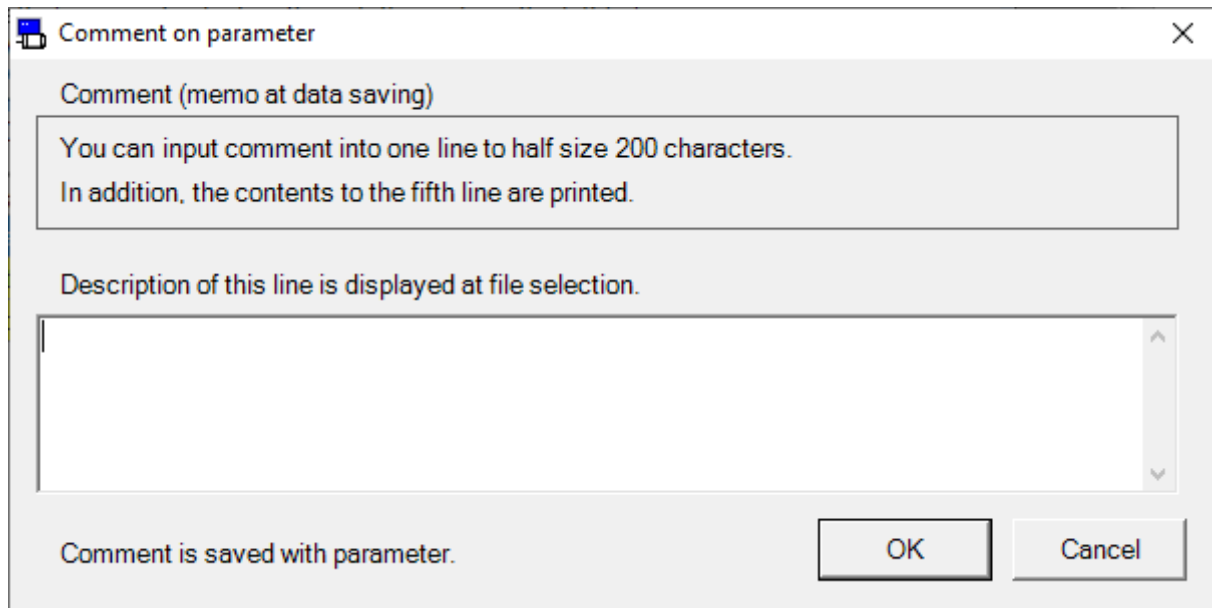 Comment on parameter
Comment (memo at data saving)
You can input comment into one line to half size 200 characters.
In addition, the contents to the fifth line are printed.
Description of this line is displayed at file selection.
Comment is saved with parameter.
OK
Cancel